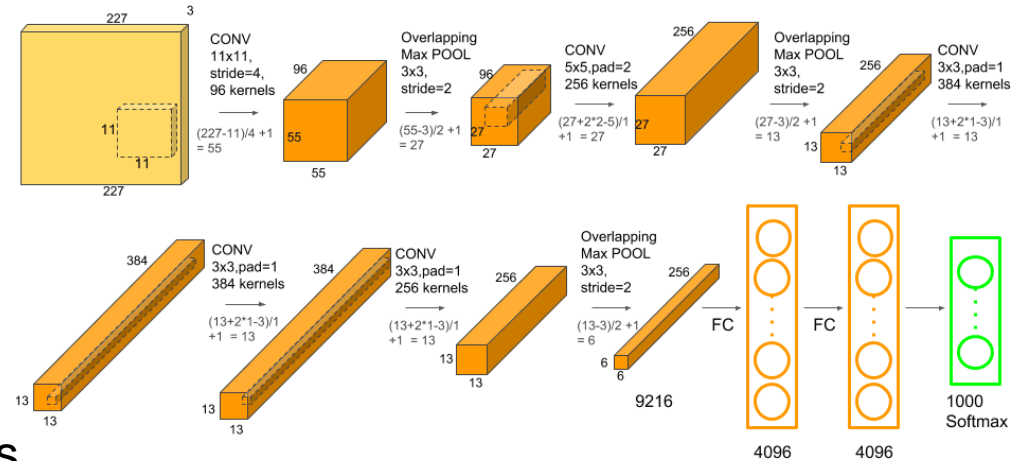 227
3
CONV
11x11,
stride=4,
96 kernels
(227-11)/4 +1
= 55
11
11
227
96
55
55
Overlapping
Max POOL
3x3,
stride=2
(55-3)/2 +1
= 27
96
27
27
CONV
5x5,pad=2
256 kernels
(27+2*2-5)/1
+1 = 27
256
27
27
Overlapping
Max POOL
3x3,
stride=2
(27-3)/2 +1
= 13
256
13
13
CONV
3x3,pad=1
384 kernels
(13+2*1-3)/1
+1 = 13
384
13
13
CONV
3x3,pad=1
384 kernels
(13+2*1-3)/1
+1 = 13
384
13
13
CONV
3x3,pad=1
256 kernels
(13+2*1-3)/1
+1 = 13
256
13
13
Overlapping
Max POOL
3x3,
stride=2
(13-3)/2 +1
= 6
256
6
6
9216
FC
4096
FC
4096
1000
Softmax
s